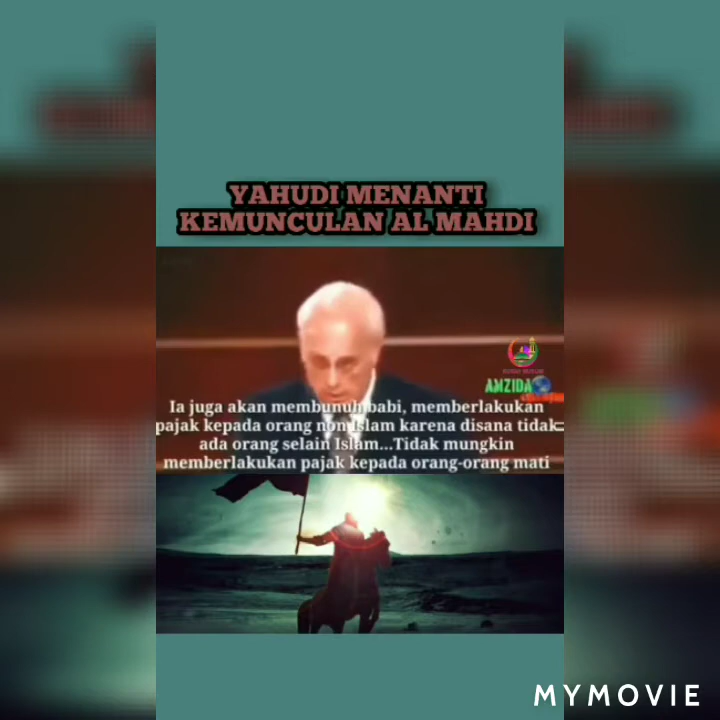 YAHUDI MENANTI
KEMUNCULAN AL MAHDI
AMZIDA
Ia juga akan membunuh babi, memberlakukan
pajak kepada orang non Islam karena disana tidak
ada orang selain Islam...Tidak mungkin
memberlakukan pajak kepada orang-orang mati
MYMOVIE